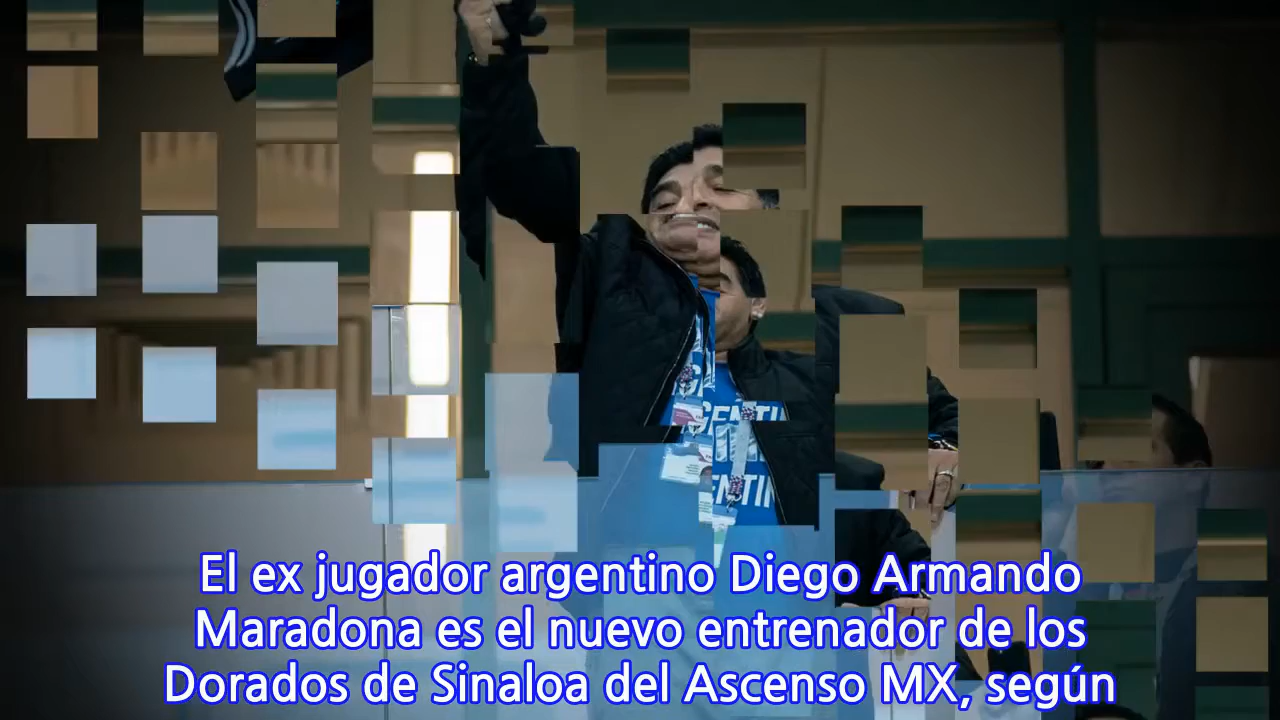 El ex jugador argentino Diego Armando
Maradona es el nuevo entrenador de los
Dorados de Sinaloa del Ascenso MX, según